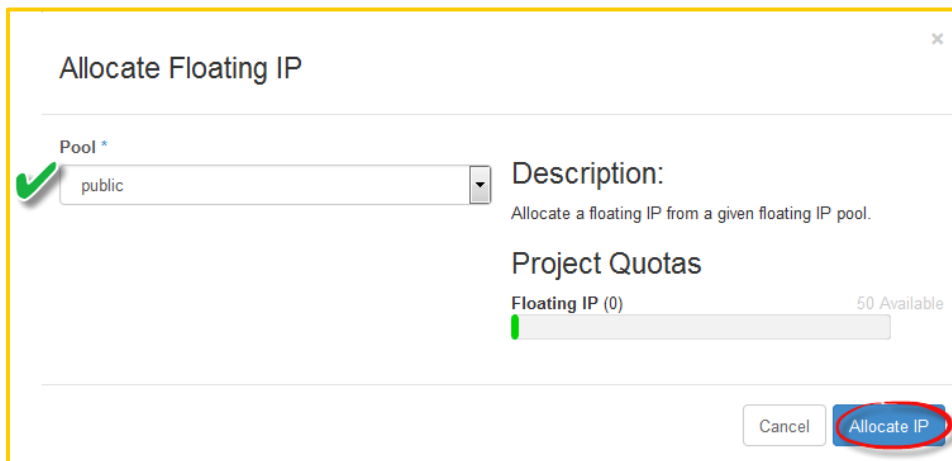 ×
Allocate Floating IP
Pool *
public
Description:
Allocate a floating IP from a given floating IP pool.
Project Quotas
Floating IP (0) 50 Available
Cancel Allocate IP